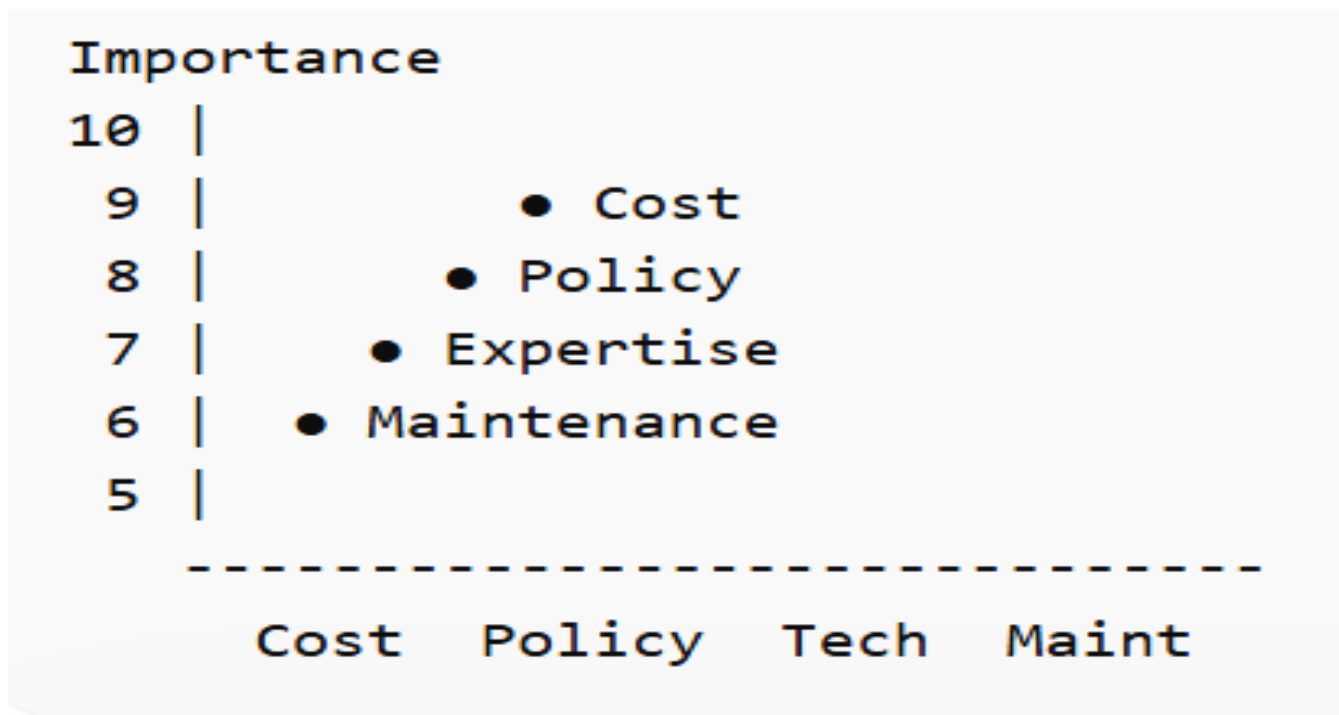 Importance
10 |
9 | ● Cost
8 | ● Policy
7 | ● Expertise
6 | ● Maintenance
5 |
-----------------------------
Cost Policy Tech Maint